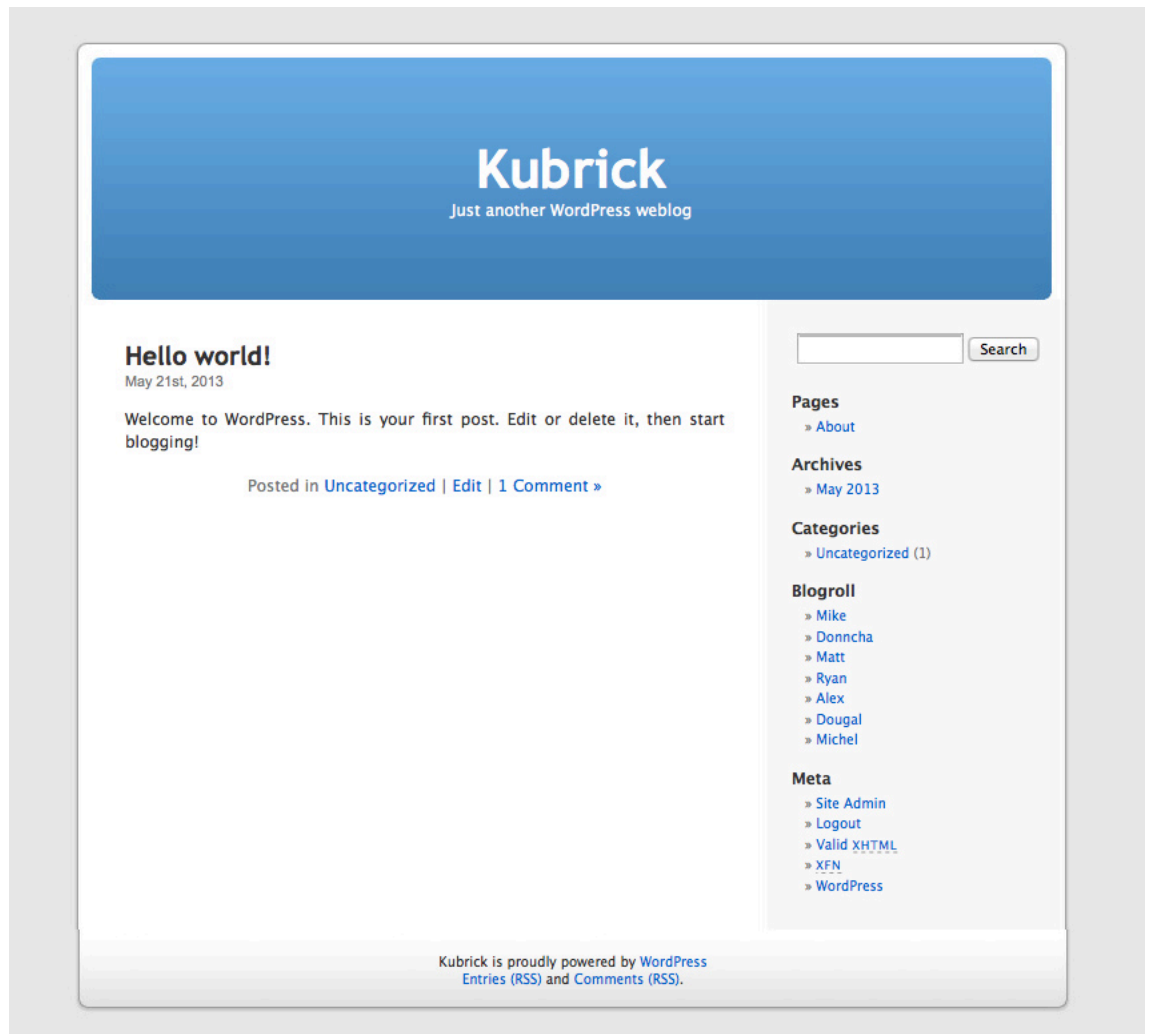 Kubrick
Just another WordPress weblog
Hello world!
May 21st, 2013
Welcome to WordPress. This is your first post. Edit or delete it, then start
blogging!
Posted in Uncategorized | Edit | 1 Comment »
Search
Pages
» About
Archives
» May 2013
Categories
» Uncategorized (1)
Blogroll
» Mike
» Donncha
» Matt
» Ryan
» Alex
» Dougal
» Michel
Meta
» Site Admin
» Logout
» Valid XHTML
» XFN
» WordPress
Kubrick is proudly powered by WordPress
Entries (RSS) and Comments (RSS).